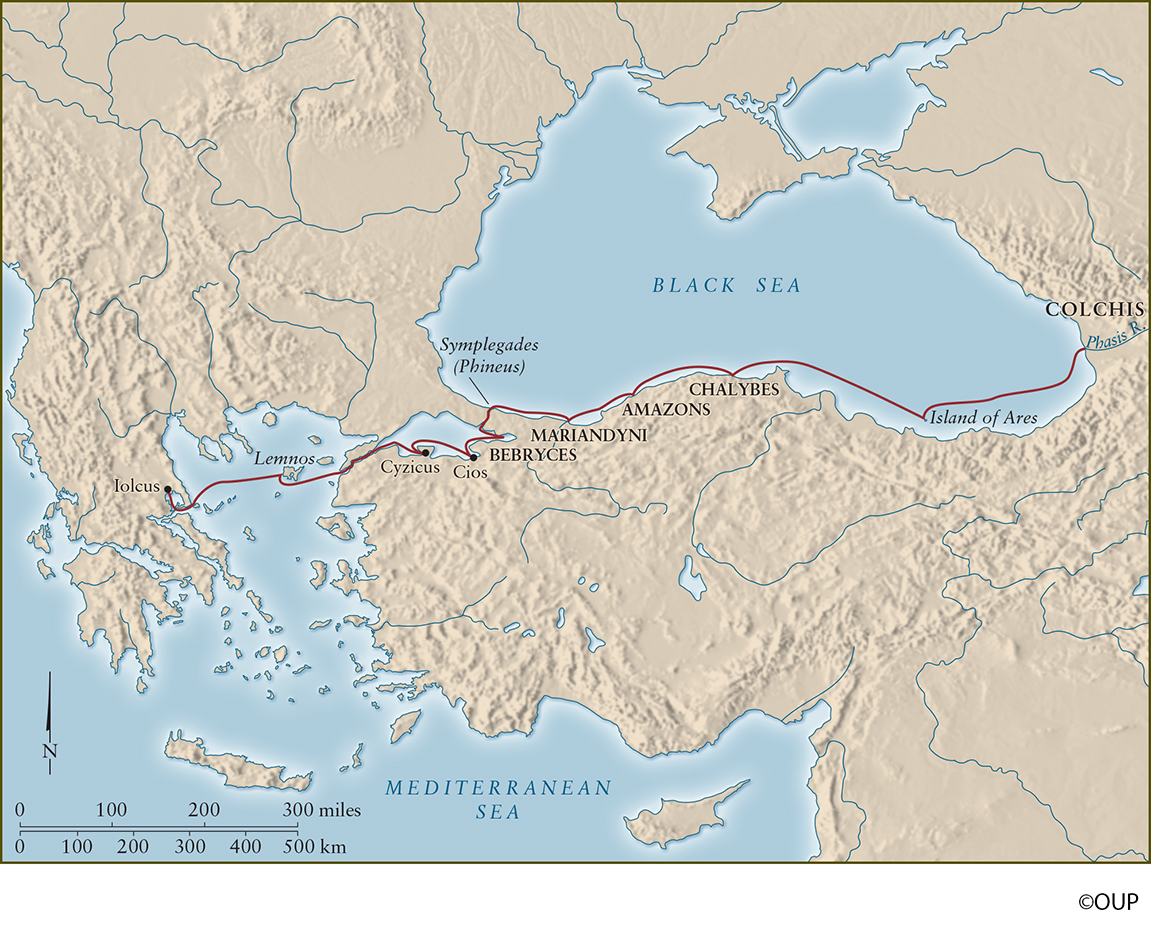 BLACK SEA
COLCHIS
Phasis R.
Symplegades
(Phineus)
CHALYBES
AMAZONS
Island of Ares
MARIANDYNI
BEBRYCES
Lemnos
Cyzicus
Cios
Iolcus
N
MEDITERRANEAN
SEA
0 100 200 300 miles
0 100 200 300 400 500 km
©OUP